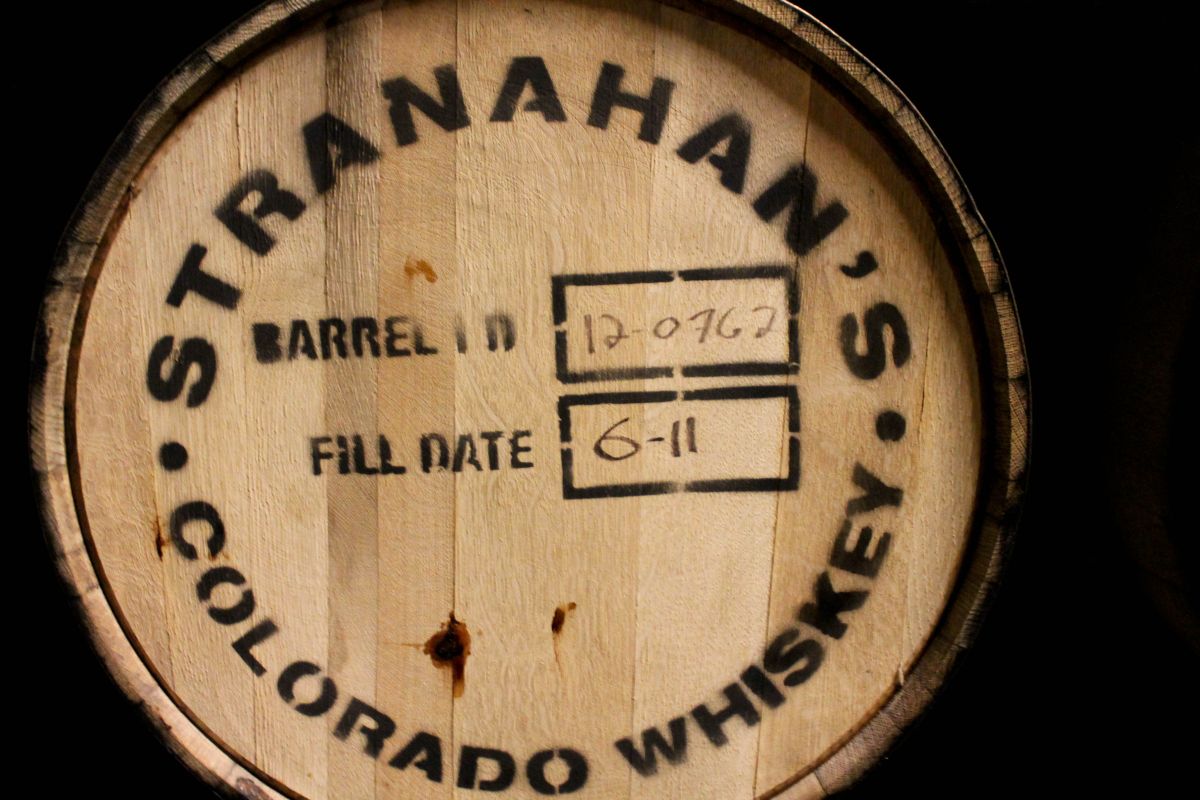 STRANAHAN'S
BARREL ID 12-0762
FILL DATE 6-11
COLORADO WHISKEY